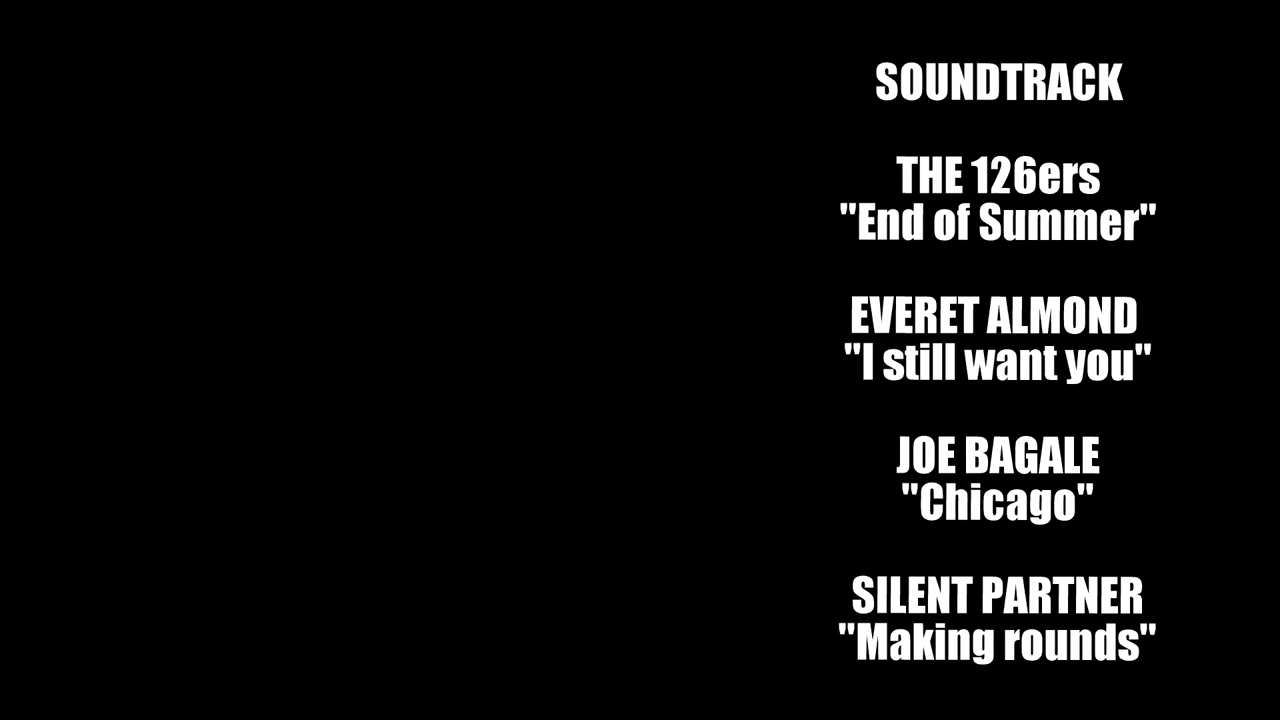 SOUNDTRACK
THE 126ers
"End of Summer"
EVERET ALMOND
"I still want you"
JOE BAGALE
"Chicago"
SILENT PARTNER
"Making rounds"